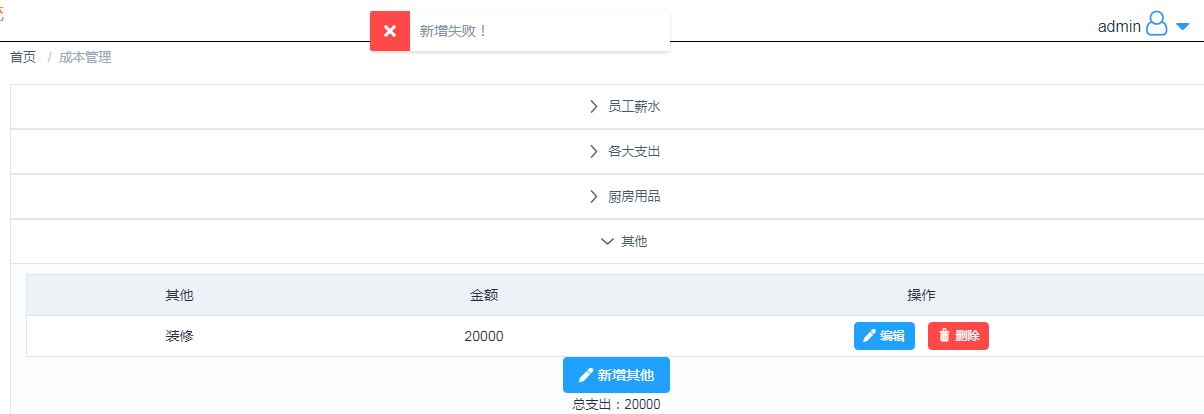 新增失败！
admin
首页 / 成本管理
员工薪水
各大支出
厨房用品
其他
其他 金额 操作
装修 20000 编辑 删除
新增其他
总支出：20000